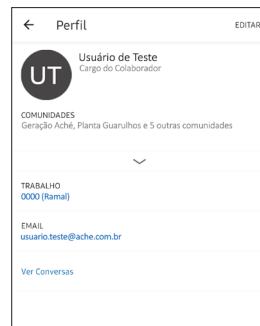 ← Perfil EDITAR
UT
Usuário de Teste
Cargo do Colaborador
COMUNIDADES
Geração Aché, Planta Guarulhos e 5 outras comunidades
TRABALHO
0000 (Ramal)
EMAIL
usuario.teste@ache.com.br
Ver Conversas